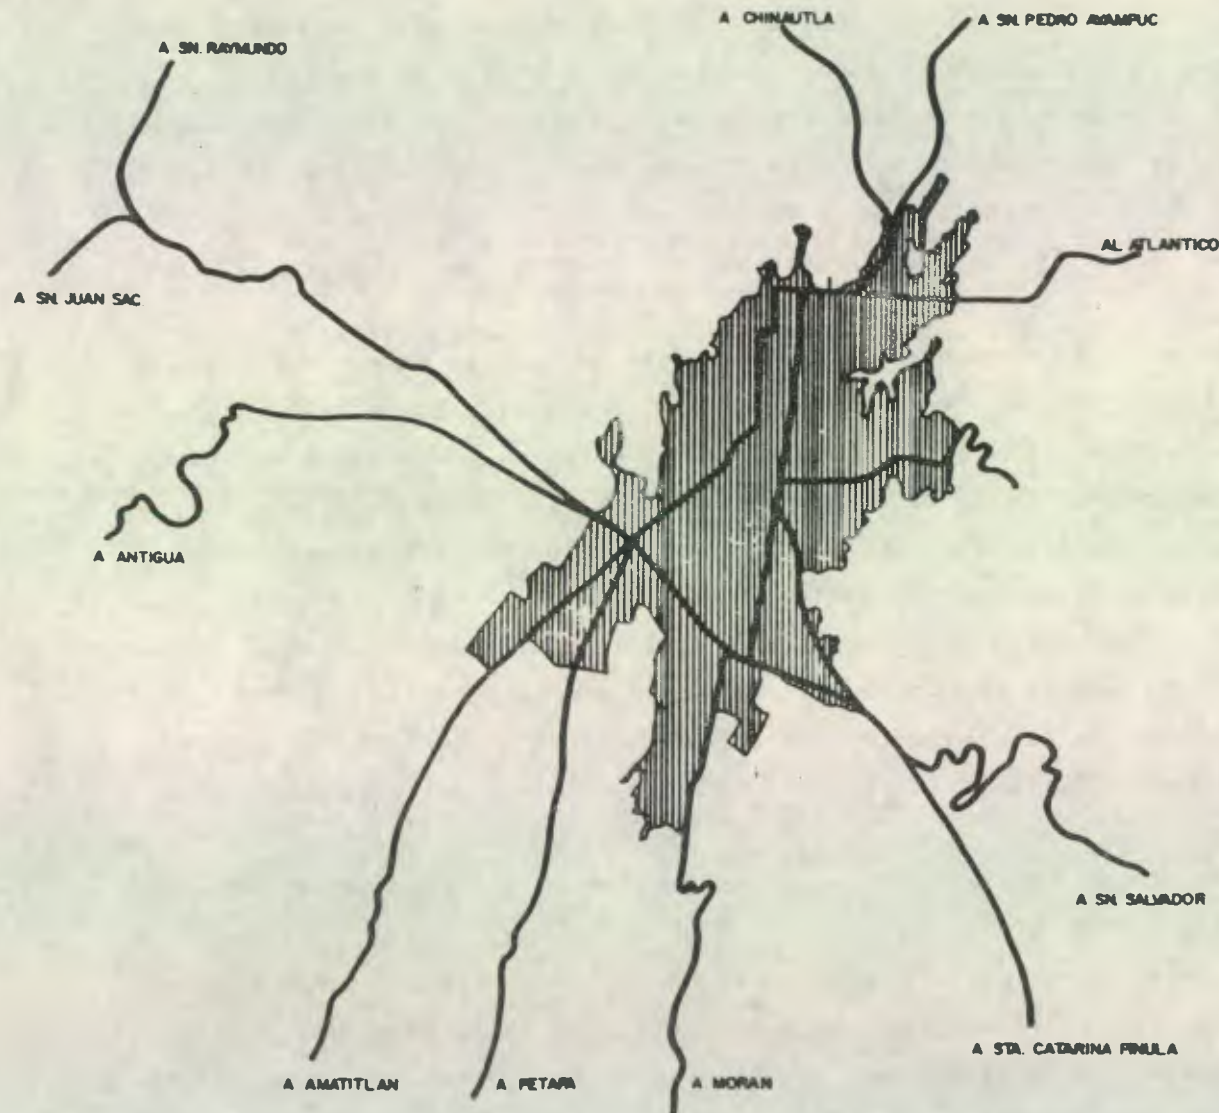 A CHINAUTLA
A SN. PEDRO AYAMPUC
A SN. RAYMUNDO
AL ATLANTICO
A SN. JUAN SAC.
A ANTIGUA
A SN. SALVADOR
A STA. CATARINA PINULA
A AMATITLAN
A PETAPA
A MORAN